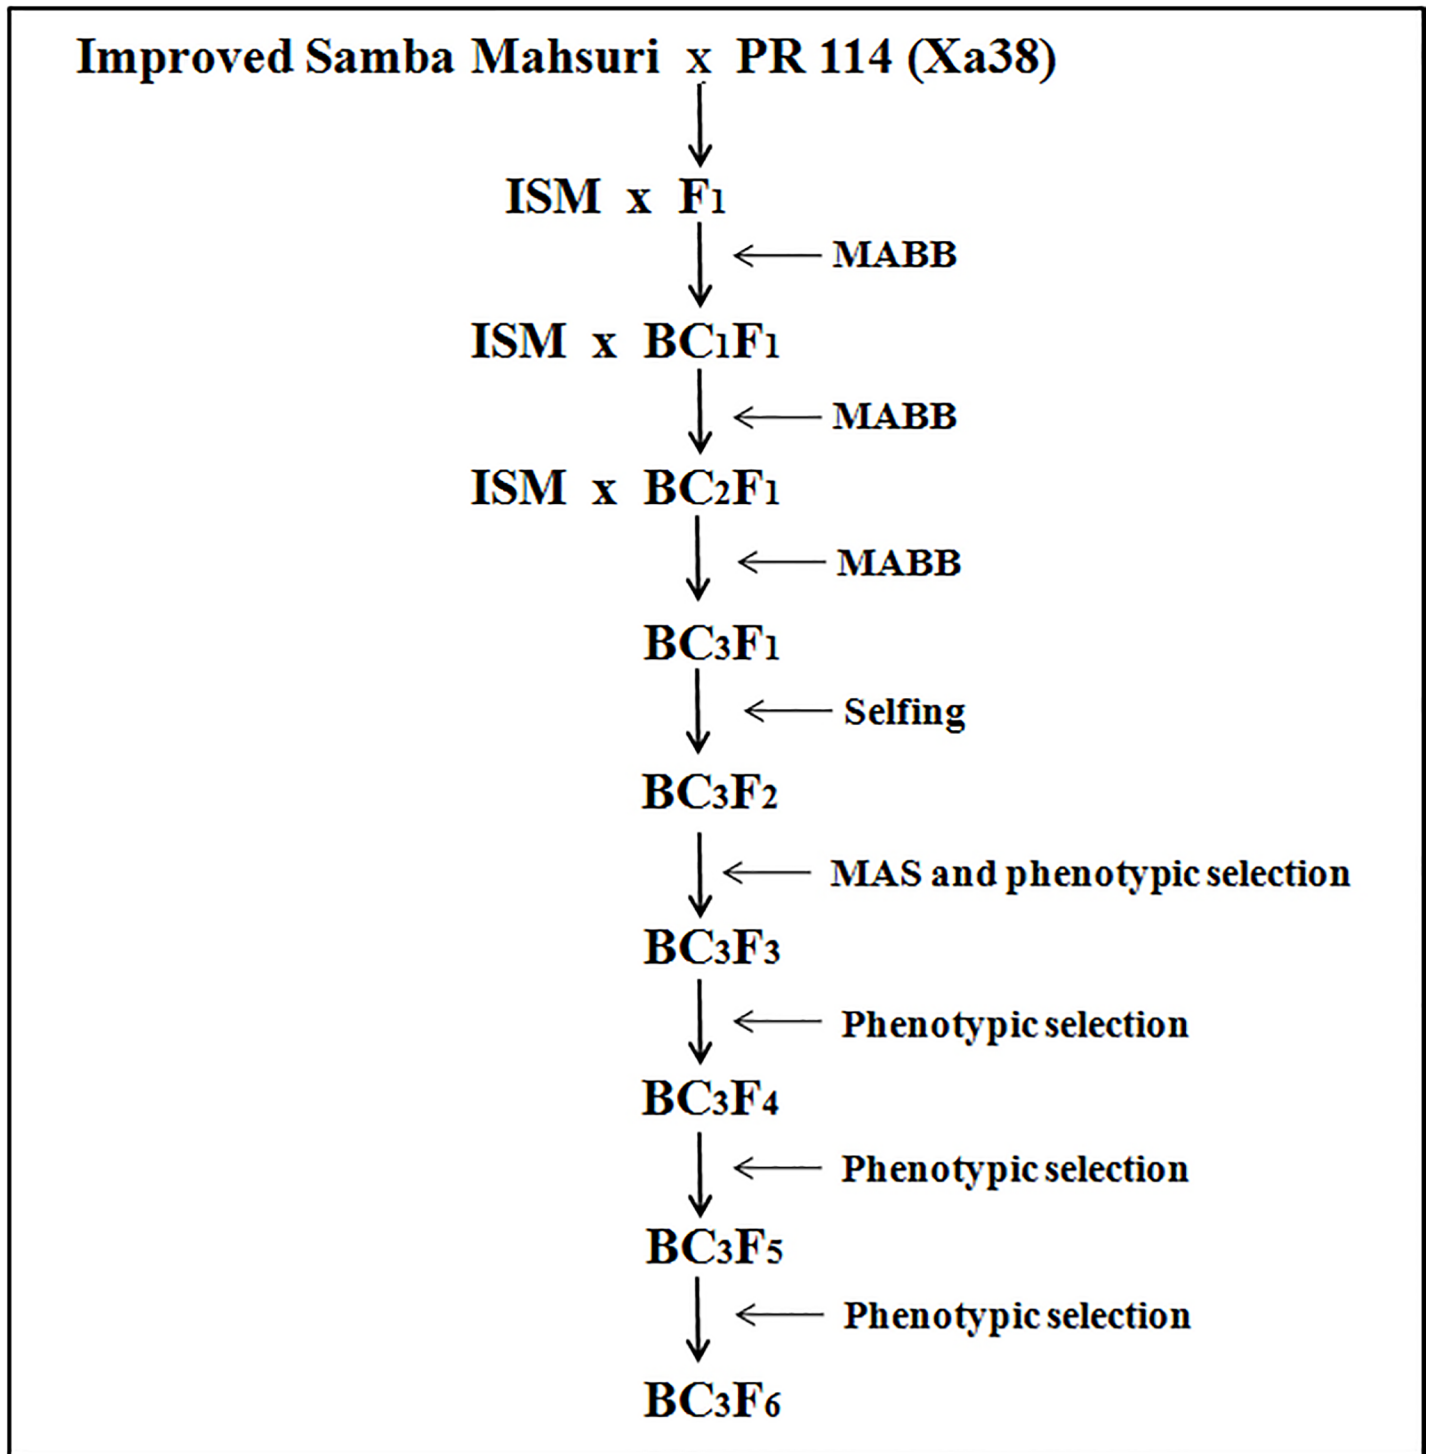 Improved Samba Mahsuri x PR 114 (Xa38)
ISM x F1
MABB
ISM x BC1F1
MABB
ISM x BC2F1
MABB
BC3F1
Selfing
BC3F2
MAS and phenotypic selection
BC3F3
Phenotypic selection
BC3F4
Phenotypic selection
BC3F5
Phenotypic selection
BC3F6